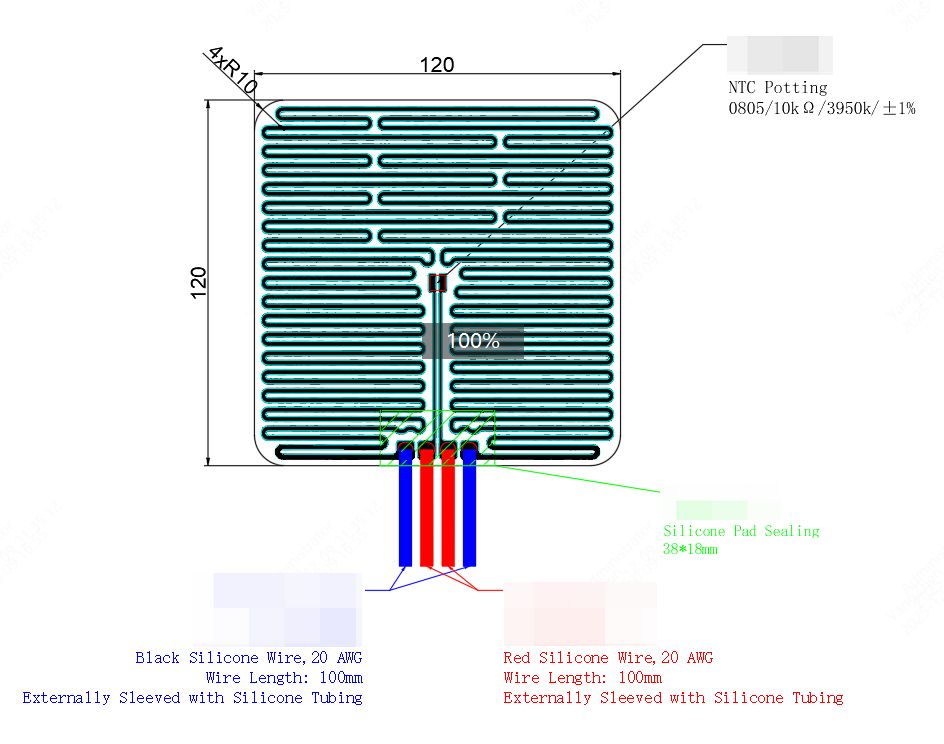 4xR10
120
NTC Potting
0805/10kΩ/3950k/±1%
120
100%
Silicone Pad Sealing
38*18mm
Black Silicone Wire,20 AWG
Wire Length: 100mm
Externally Sleeved with Silicone Tubing
Red Silicone Wire,20 AWG
Wire Length: 100mm
Externally Sleeved with Silicone Tubing